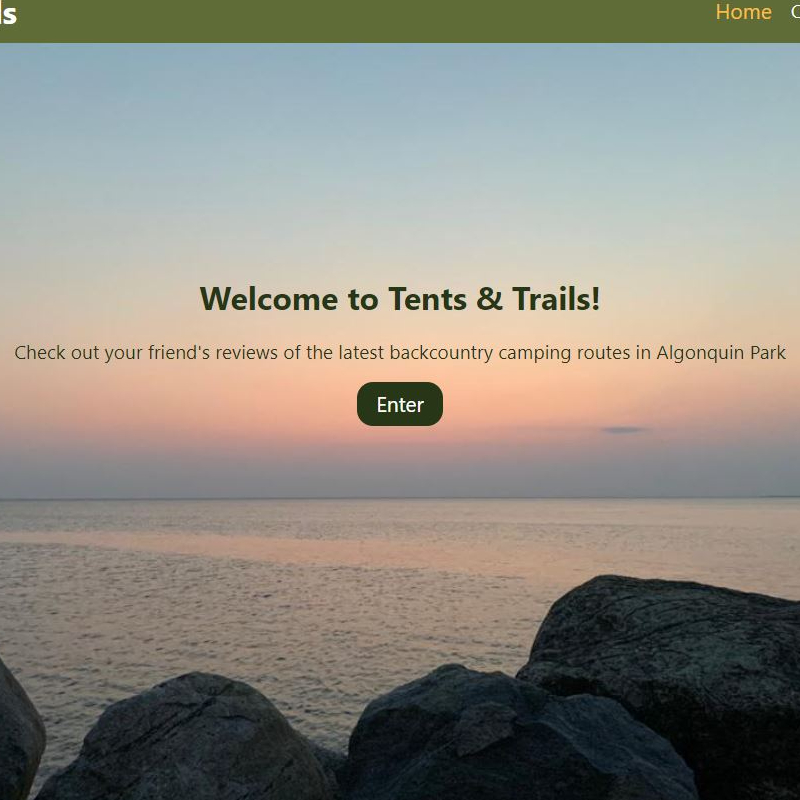 Home
Welcome to Tents & Trails!
Check out your friend's reviews of the latest backcountry camping routes in Algonquin Park
Enter